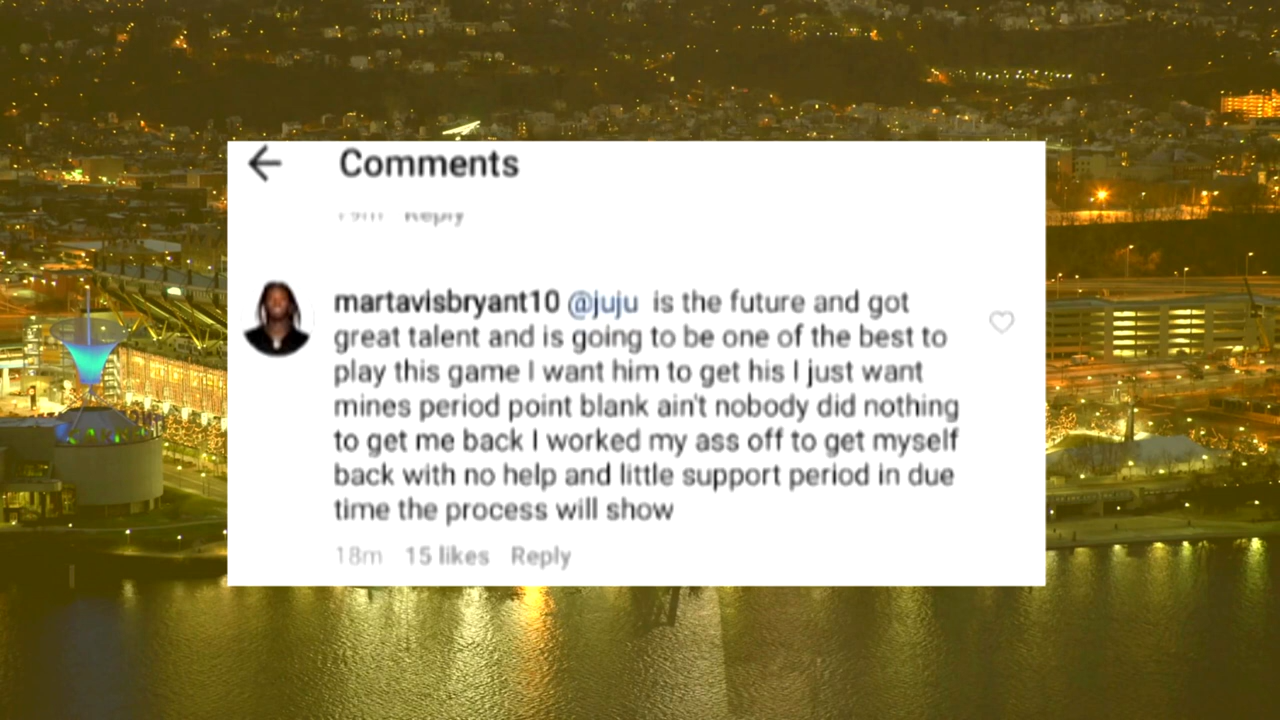 Comments
Reply
martavisbryant10 @juju is the future and got
great talent and is going to be one of the best to
play this game I want him to get his I just want
mines period point blank ain't nobody did nothing
to get me back I worked my ass off to get myself
back with no help and little support period in due
time the process will show
18m 15 likes Reply